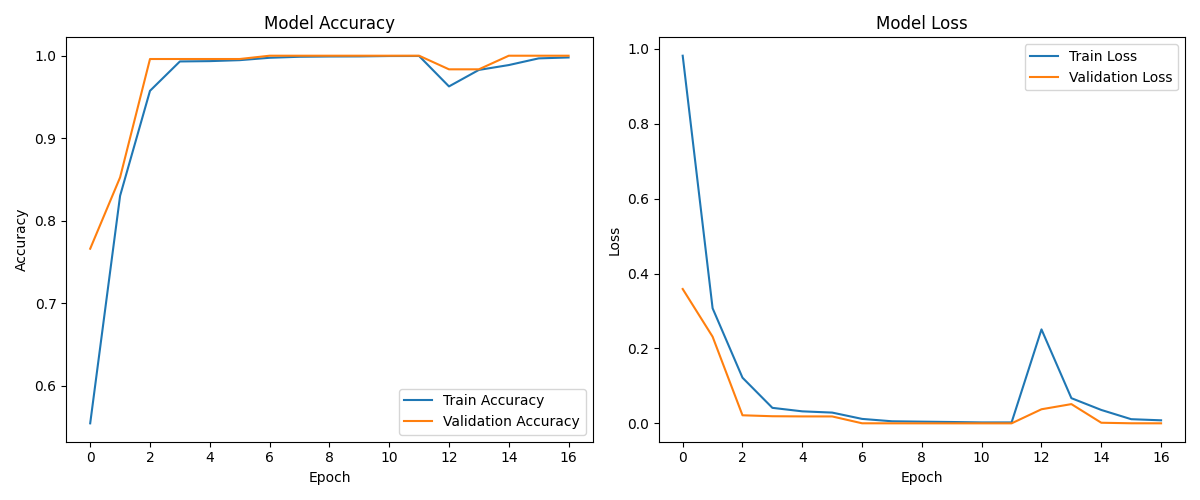 Model Accuracy
Accuracy
1.0
0.9
0.8
0.7
0.6
0 2 4 6 8 10 12 14 16
Epoch
Train Accuracy
Validation Accuracy
Model Loss
Loss
1.0
0.8
0.6
0.4
0.2
0.0
0 2 4 6 8 10 12 14 16
Epoch
Train Loss
Validation Loss